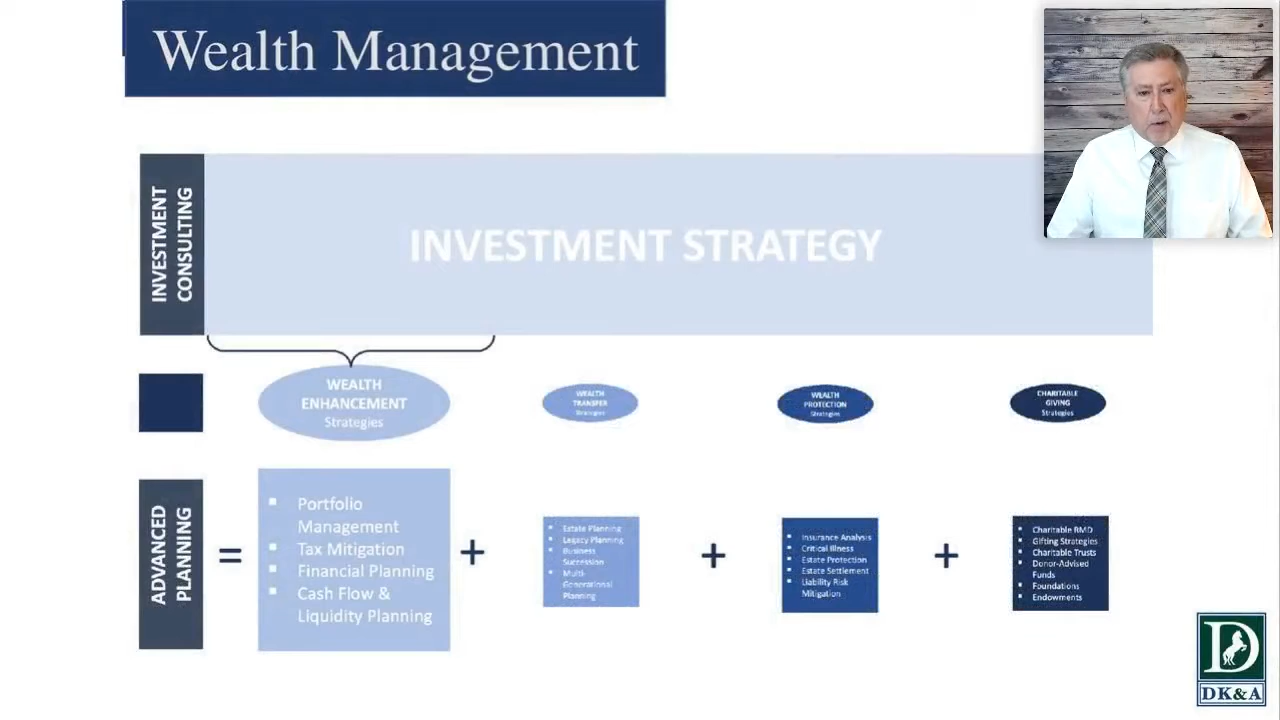 Wealth Management
INVESTMENT
CONSULTING
INVESTMENT STRATEGY
WEALTH
ENHANCEMENT
Strategies
WEALTH
TRANSFER
Strategies
WEALTH
PROTECTION
Strategies
CHARITABLE
GIVING
Strategies
ADVANCED
PLANNING
=
▪ Portfolio
Management
▪ Tax Mitigation
▪ Financial Planning
▪ Cash Flow &
Liquidity Planning
+
▪ Estate Planning
▪ Legacy Planning
▪ Business
Succession
▪ Multi-
Generational
Planning
+
▪ Insurance Analysis
▪ Critical Illness
▪ Estate Protection
▪ Estate Settlement
▪ Liability Risk
Mitigation
+
▪ Charitable RMD
▪ Gifting Strategies
▪ Charitable Trusts
▪ Donor-Advised
Funds
▪ Foundations
▪ Endowments
D
DK&A